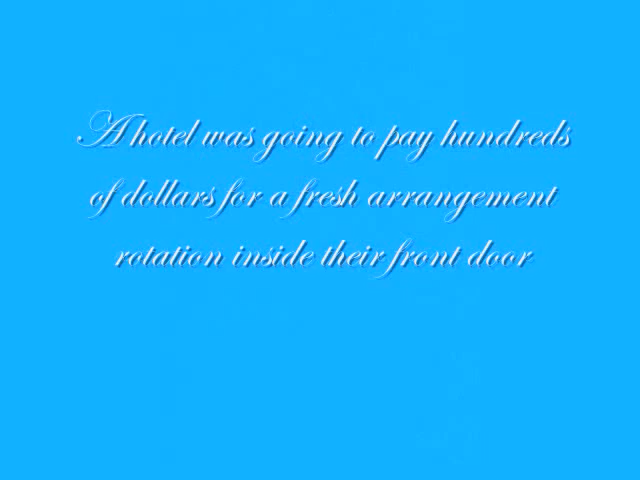 A hotel was going to pay hundreds
of dollars for a fresh arrangement
rotation inside their front door